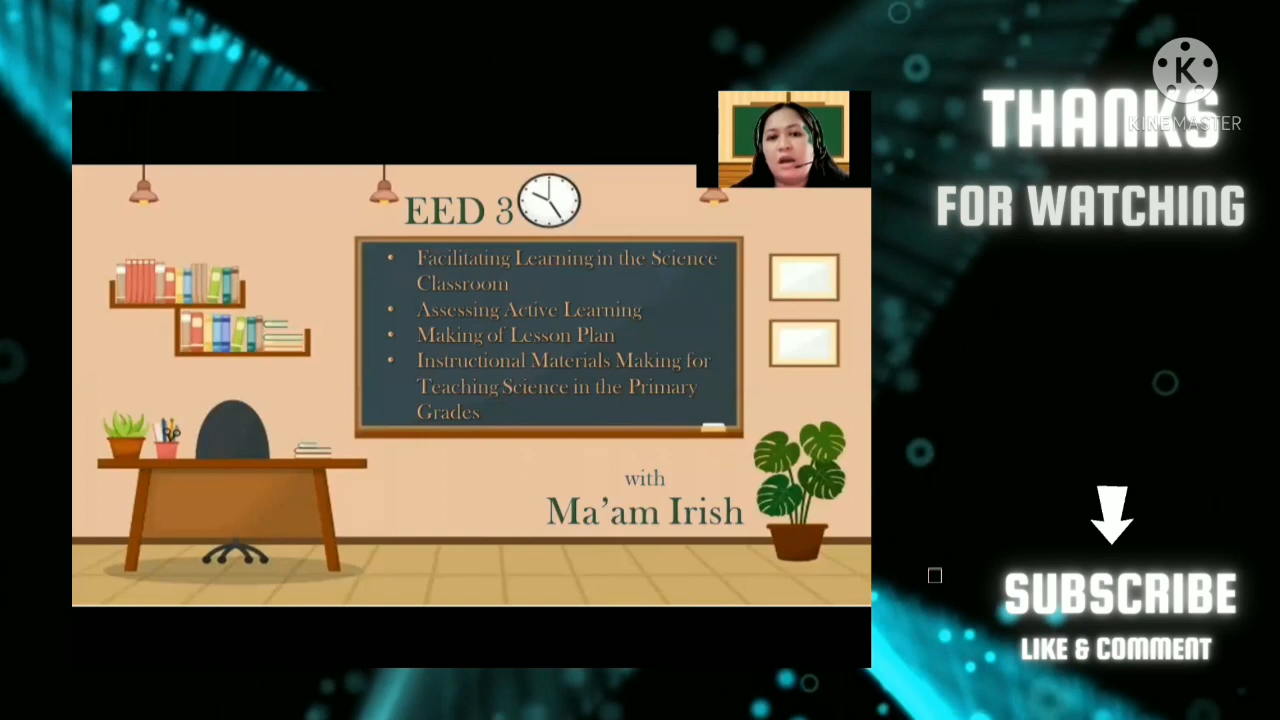 EED 3
• Facilitating Learning in the Science
Classroom
• Assessing Active Learning
• Making of Lesson Plan
• Instructional Materials Making for
Teaching Science in the Primary
Grades
with
Ma'am Irish
K
KINEMASTER
THANKS
FOR WATCHING
SUBSCRIBE
LIKE & COMMENT